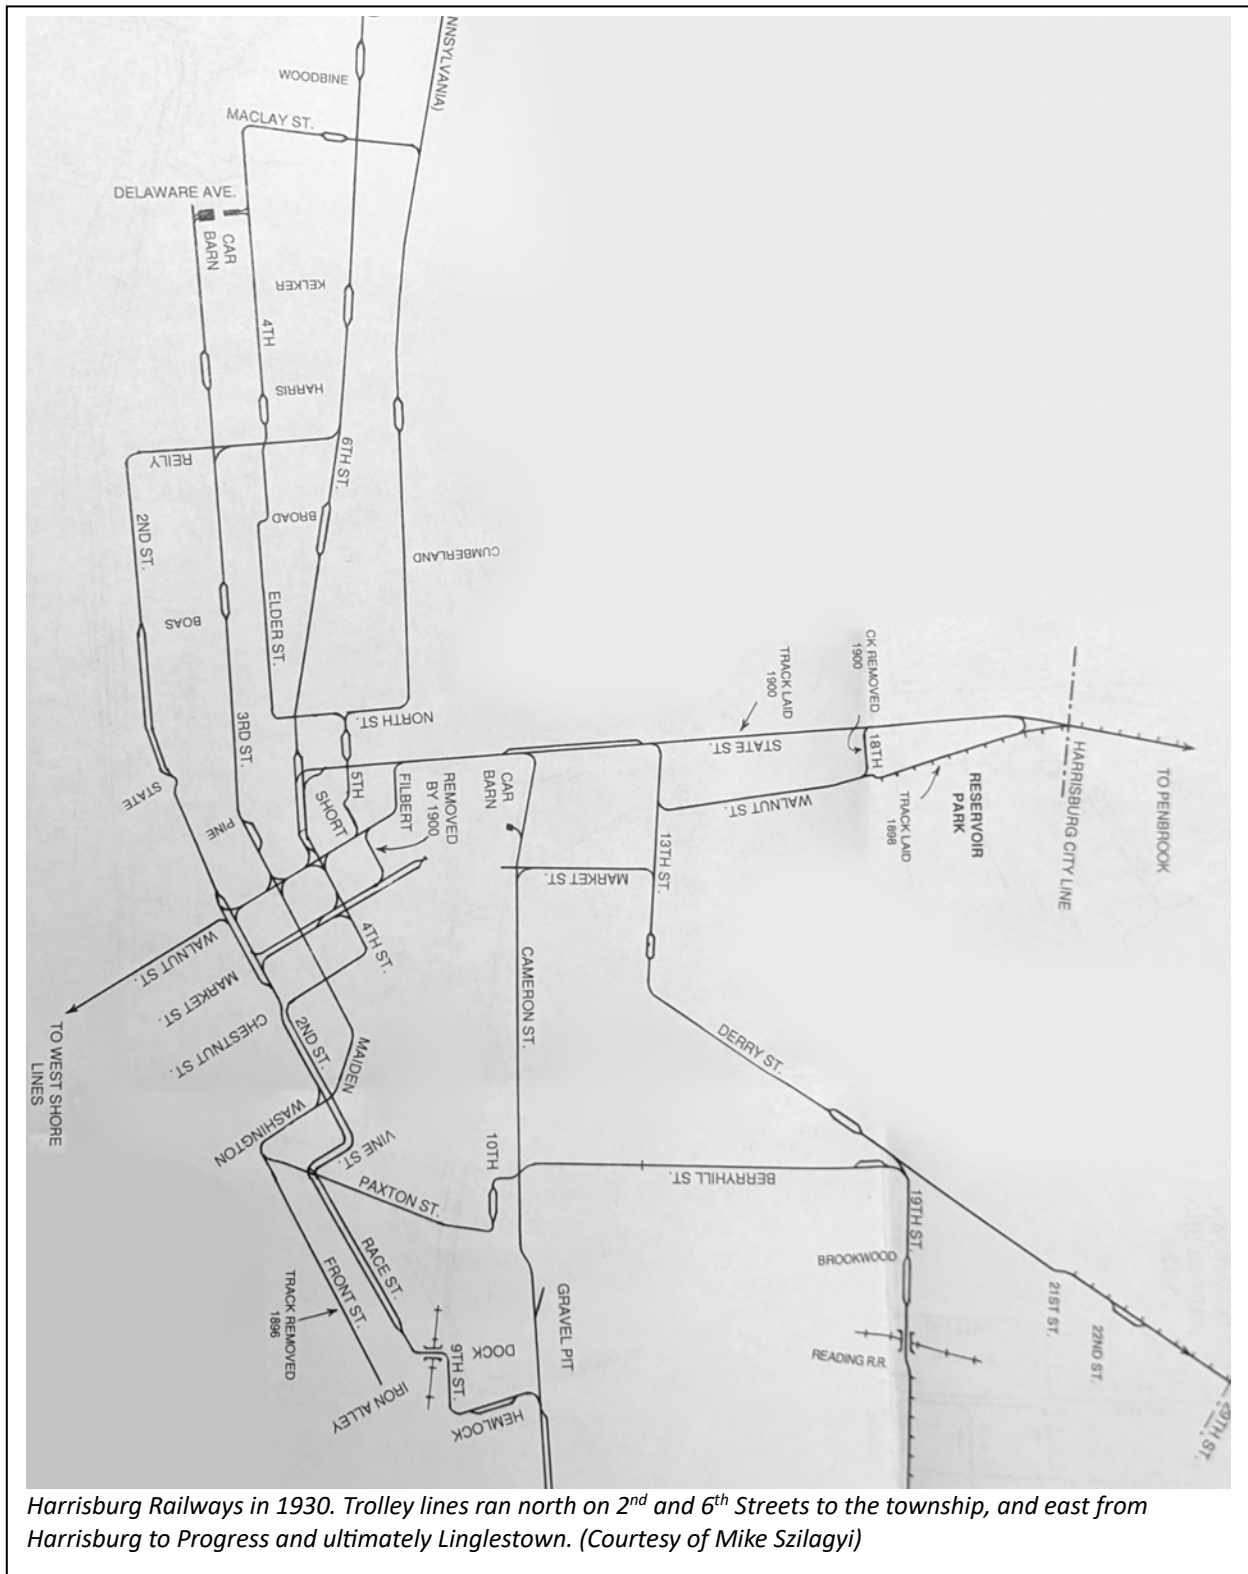 NNSYLVANIA)
WOODBINE
MACLAY ST.
DELAWARE AVE.
CAR
BARN
KELKER
4TH
HARRIS
6TH ST.
REILY
BROAD
2ND ST.
CUMBERLAND
ELDER ST.
BOAS
3RD ST.
NORTH ST.
CK REMOVED
1900
TRACK LAID
1900
STATE ST.
18TH
HARRISBURG CITY LINE
TO PENBROOK
STATE
PINE
SHORT
5TH
FILBERT
REMOVED
BY 1900
CAR
BARN
WALNUT ST.
TRACK LAID
1898
RESERVOIR
PARK
13TH ST.
MARKET ST.
4TH ST.
WALNUT ST.
MARKET ST.
CHESTNUT ST.
2ND ST.
CAMERON ST.
TO WEST SHORE
LINES
MAIDEN
DERRY ST.
WASHINGTON
VINE ST.
10TH
PAXTON ST.
BERRYHILL ST.
19TH ST.
RACE ST.
FRONT ST.
TRACK REMOVED
1896
BROOKWOOD
GRAVEL PIT
21ST ST.
22ND ST.
DOCK
9TH ST.
READING R.R.
IRON ALLEY
HEMLOCK
29TH ST.
Harrisburg Railways in 1930. Trolley lines ran north on 2nd and 6th Streets to the township, and east from
Harrisburg to Progress and ultimately Linglestown. (Courtesy of Mike Szilagyi)